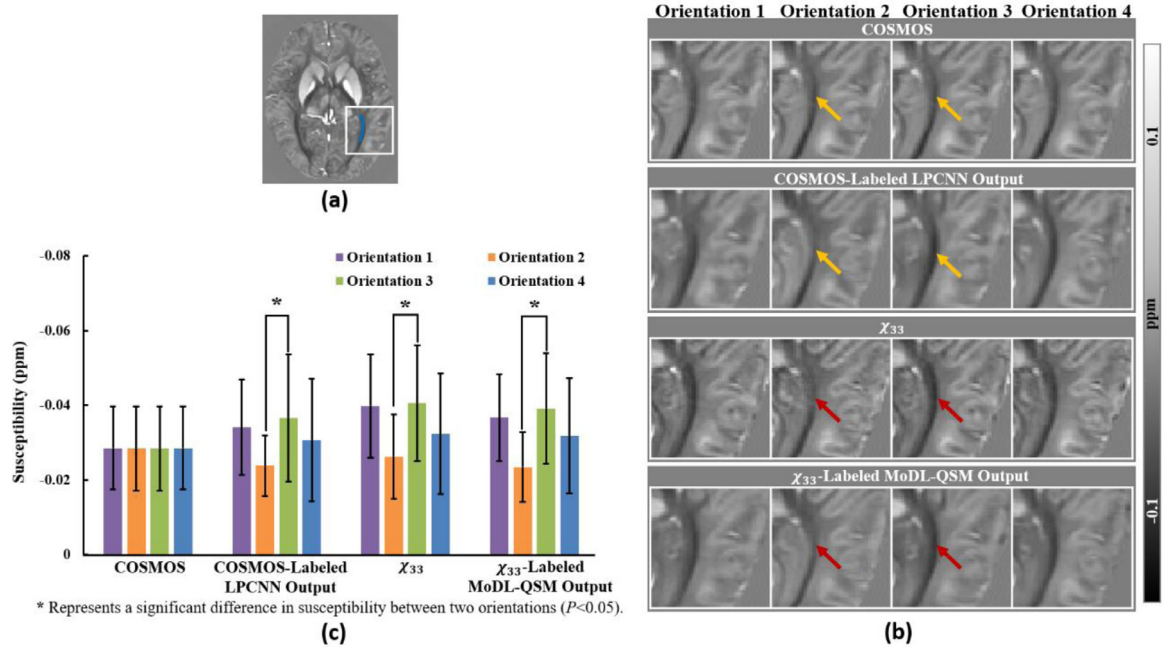 (a)
Susceptibility (ppm)
-0.08
-0.06
-0.04
-0.02
0
Orientation 1
Orientation 2
Orientation 3
Orientation 4
*
*
*
COSMOS
COSMOS-Labeled
LPCNN Output
χ₃₃
χ₃₃-Labeled
MoDL-QSM Output
* Represents a significant difference in susceptibility between two orientations (P<0.05).
(c)
Orientation 1 Orientation 2 Orientation 3 Orientation 4
COSMOS
COSMOS-Labeled LPCNN Output
χ₃₃
χ₃₃-Labeled MoDL-QSM Output
0.1
ppm
-0.1
(b)